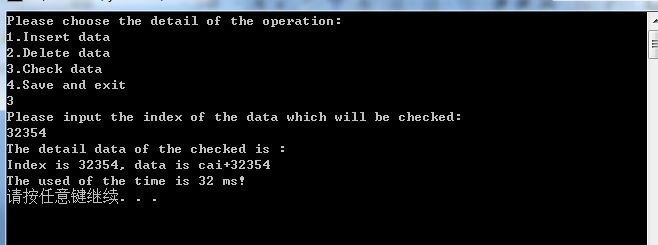 Please choose the detail of the operation:
1.Insert data
2.Delete data
3.Check data
4.Save and exit
3
Please input the index of the data which will be checked:
32354
The detail data of the checked is :
Index is 32354, data is cai+32354
The used of the time is 32 ms!
请按任意键继续. . .